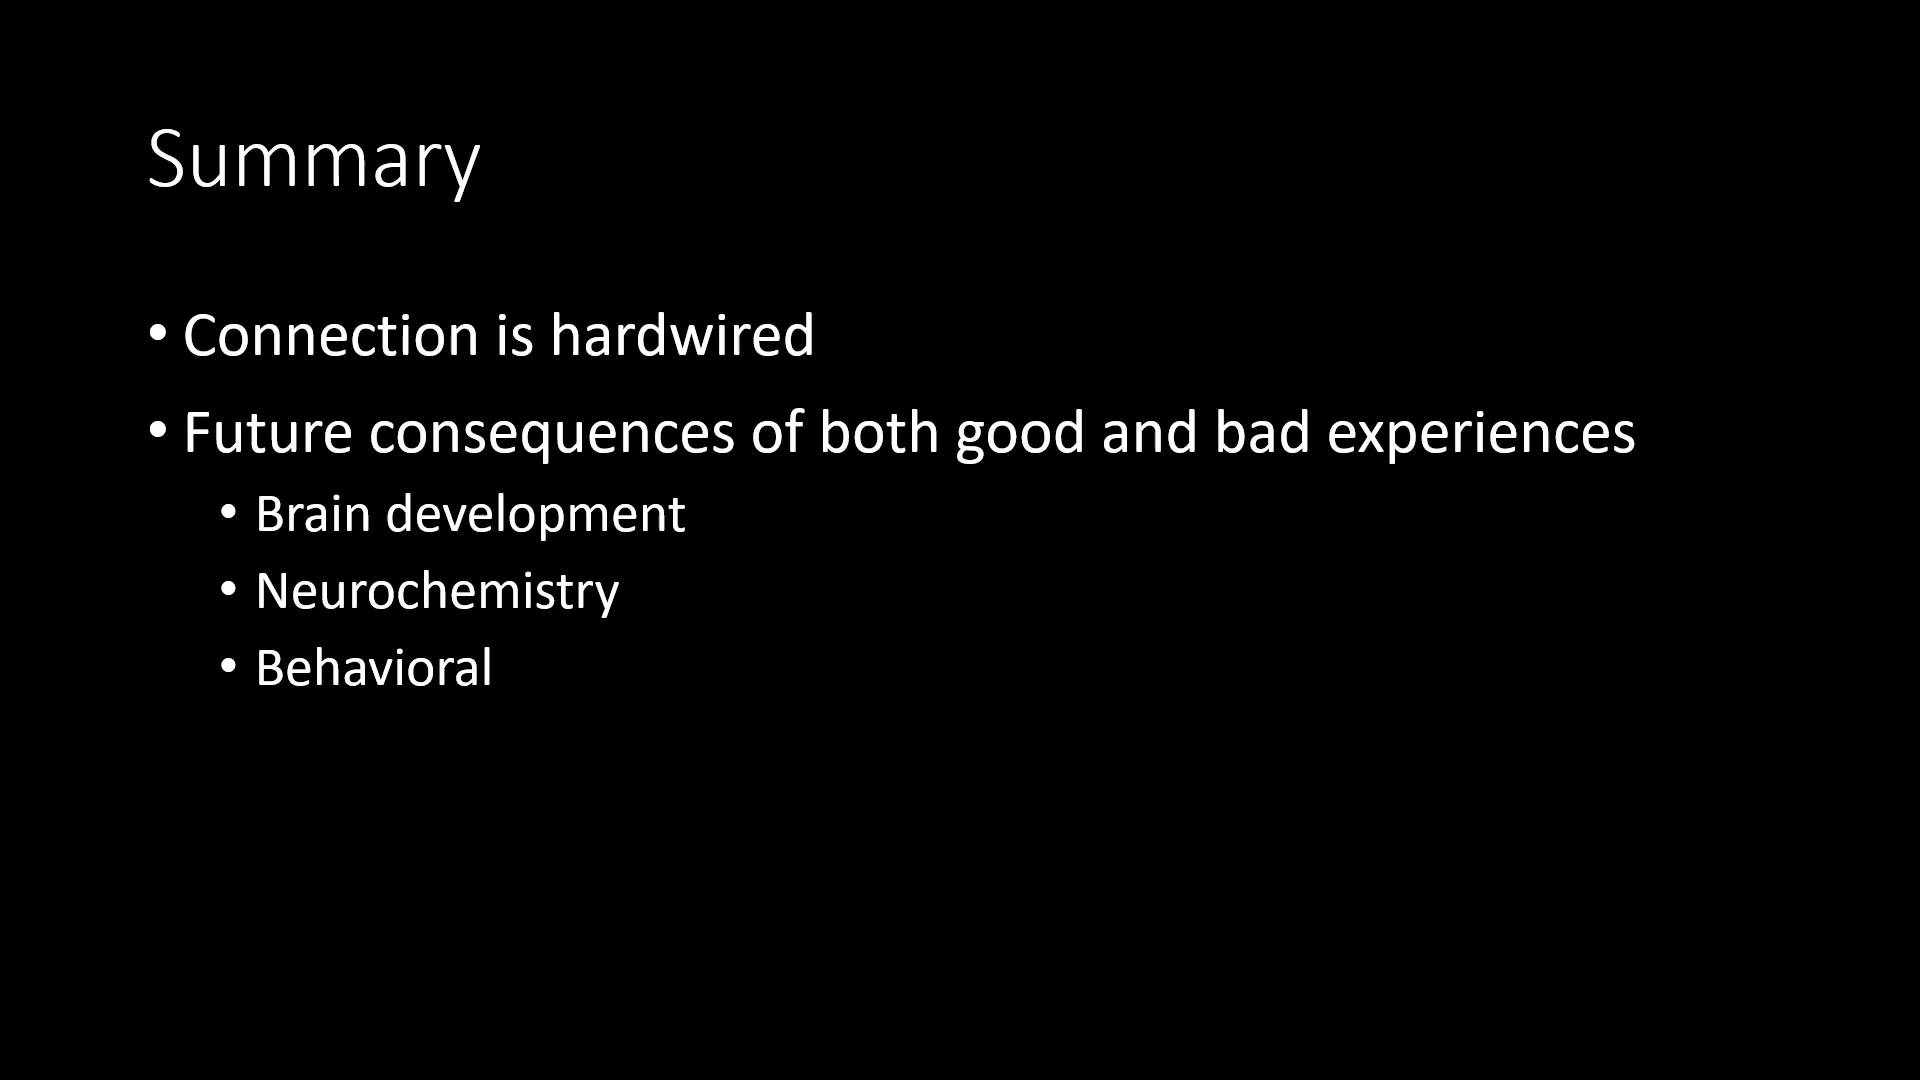 Summary
• Connection is hardwired
• Future consequences of both good and bad experiences
• Brain development
• Neurochemistry
• Behavioral